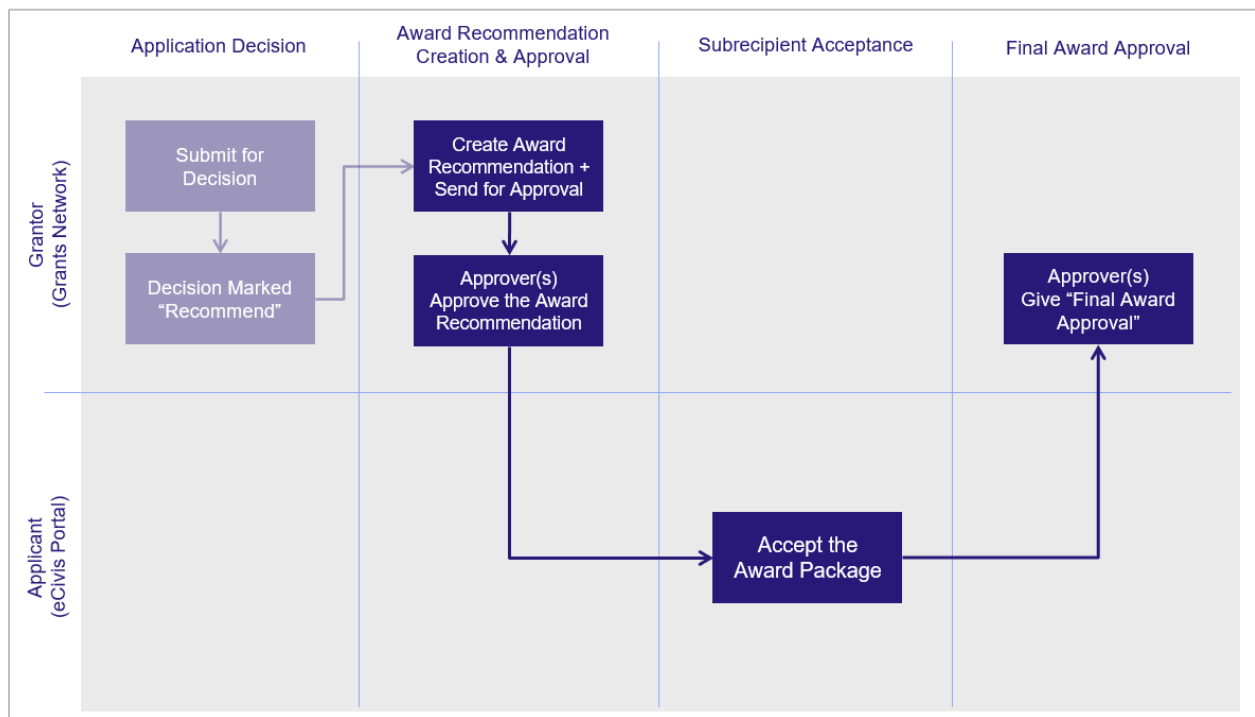 Application Decision
Award Recommendation
Creation & Approval
Subrecipient Acceptance
Final Award Approval
Grantor
(Grants Network)
Submit for
Decision
Decision Marked
“Recommend”
Create Award
Recommendation +
Send for Approval
Approver(s)
Approve the Award
Recommendation
Approver(s)
Give “Final Award
Approval”
Applicant
(eCivis Portal)
Accept the
Award Package